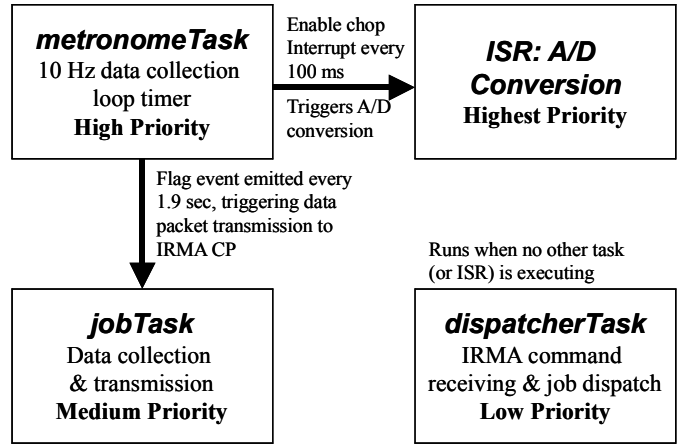 metronomeTask
10 Hz data collection
loop timer
High Priority
Enable chop
Interrupt every
100 ms
Triggers A/D
conversion
ISR: A/D
Conversion
Highest Priority
Flag event emitted every
1.9 sec, triggering data
packet transmission to
IRMA CP
Runs when no other task
(or ISR) is executing
jobTask
Data collection
& transmission
Medium Priority
dispatcherTask
IRMA command
receiving & job dispatch
Low Priority